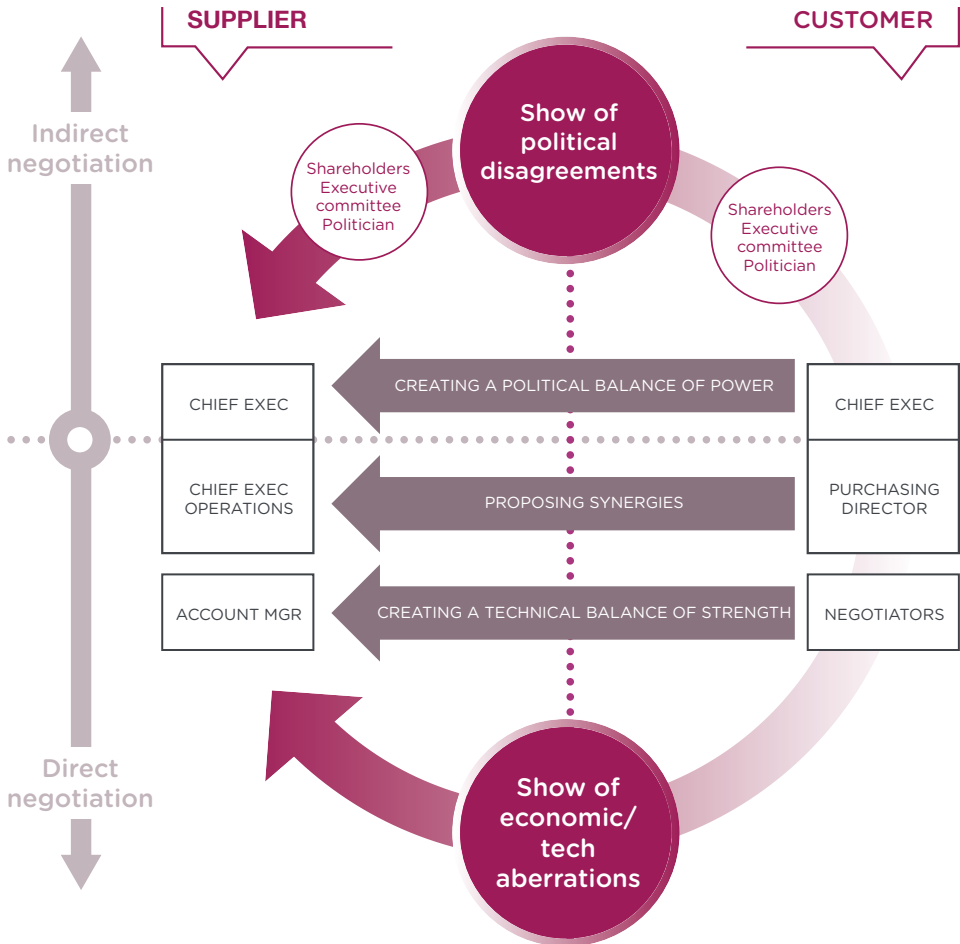 SUPPLIER
CUSTOMER
Indirect
negotiation
Show of
political
disagreements
Shareholders
Executive
committee
Politician
Shareholders
Executive
committee
Politician
CHIEF EXEC
CREATING A POLITICAL BALANCE OF POWER
CHIEF EXEC
CHIEF EXEC
OPERATIONS
PROPOSING SYNERGIES
PURCHASING
DIRECTOR
ACCOUNT MGR
CREATING A TECHNICAL BALANCE OF STRENGTH
NEGOTIATORS
Direct
negotiation
Show of
economic/
tech
aberrations